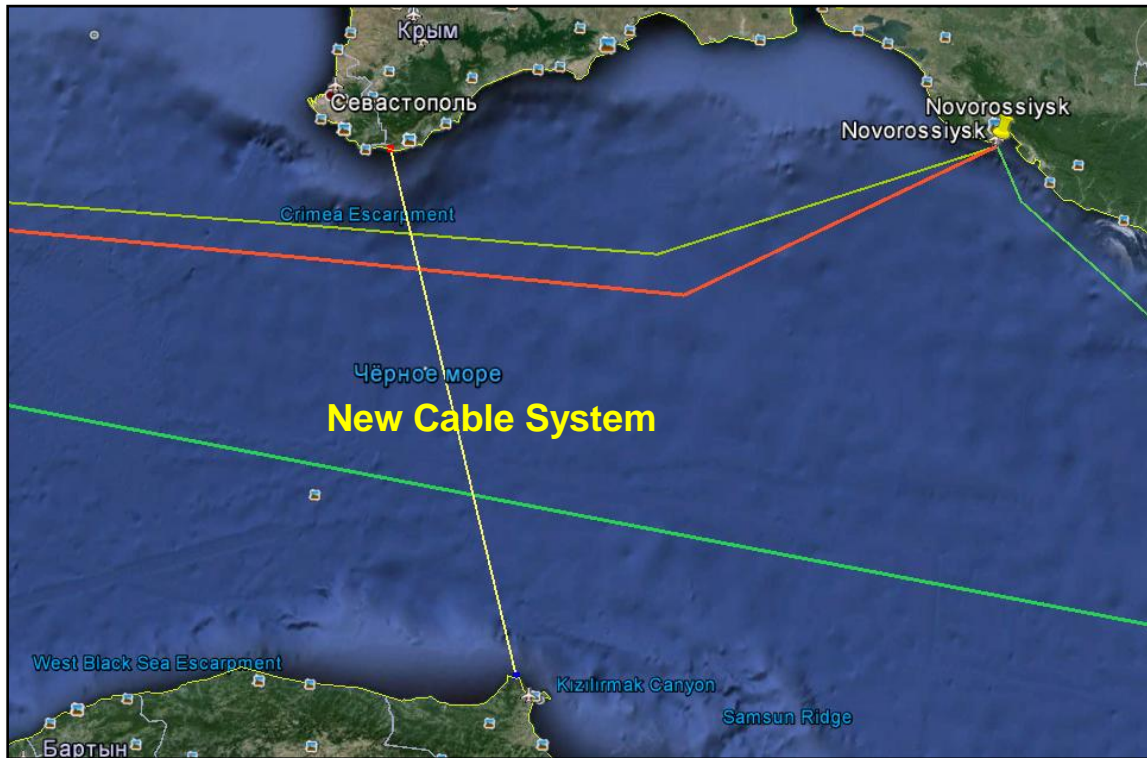 Крым
Севастополь
Novorossiysk
Novorossiysk
Crimea Escarpment
Чёрное море
New Cable System
West Black Sea Escarpment
Kızılırmak Canyon
Samsun Ridge
Бартын